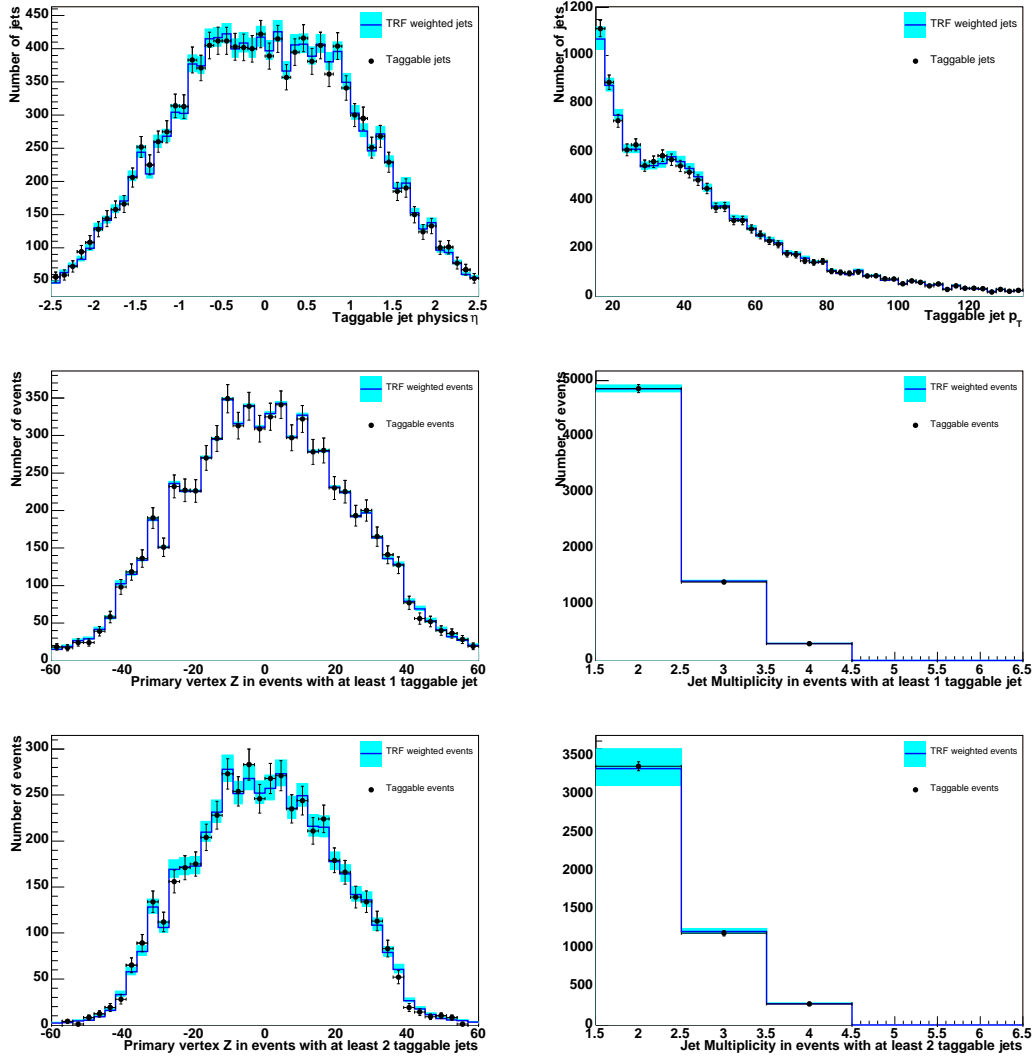 Number of jets
450
400
350
300
250
200
150
100
50
TRF weighted jets
Taggable jets
-2.5 -2 -1.5 -1 -0.5 0 0.5 1 1.5 2 2.5
Taggable jet physics η
Number of jets
1200
1000
800
600
400
200
0
TRF weighted jets
Taggable jets
20 40 60 80 100 120
Taggable jet p_T
Number of events
350
300
250
200
150
100
50
0
TRF weighted events
Taggable events
-60 -40 -20 0 20 40 60
Primary vertex Z in events with at least 1 taggable jet
Number of events
5000
4000
3000
2000
1000
0
TRF weighted events
Taggable events
1.5 2 2.5 3 3.5 4 4.5 5 5.5 6 6.5
Jet Multiplicity in events with at least 1 taggable jet
Number of events
300
250
200
150
100
50
0
TRF weighted events
Taggable events
-60 -40 -20 0 20 40 60
Primary vertex Z in events with at least 2 taggable jets
Number of events
3500
3000
2500
2000
1500
1000
500
0
TRF weighted events
Taggable events
1.5 2 2.5 3 3.5 4 4.5 5 5.5 6 6.5
Jet Multiplicity in events with at least 2 taggable jets